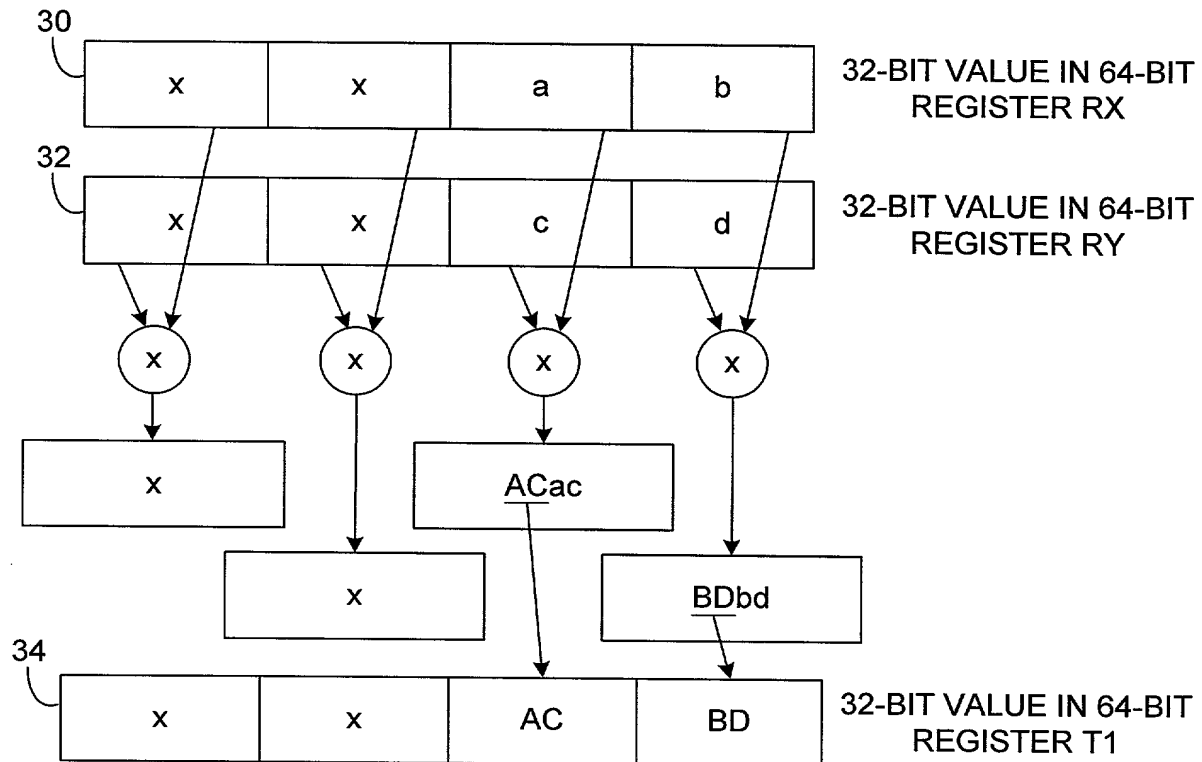 30
x x a b
32-BIT VALUE IN 64-BIT
REGISTER RX
32
x x c d
32-BIT VALUE IN 64-BIT
REGISTER RY
x x x x
x
ACac
x
BDbd
34
x x AC BD
32-BIT VALUE IN 64-BIT
REGISTER T1